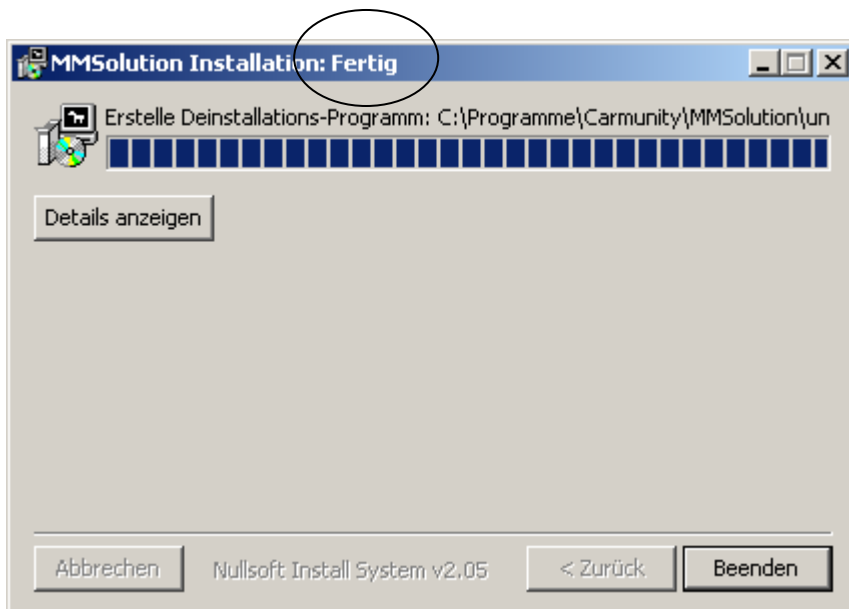 MMSolution Installation: Fertig
Erstelle Deinstallations-Programm: C:\Programme\Carmunity\MMSolution\un
Details anzeigen
Abbrechen Nullsoft Install System v2.05 < Zurück Beenden